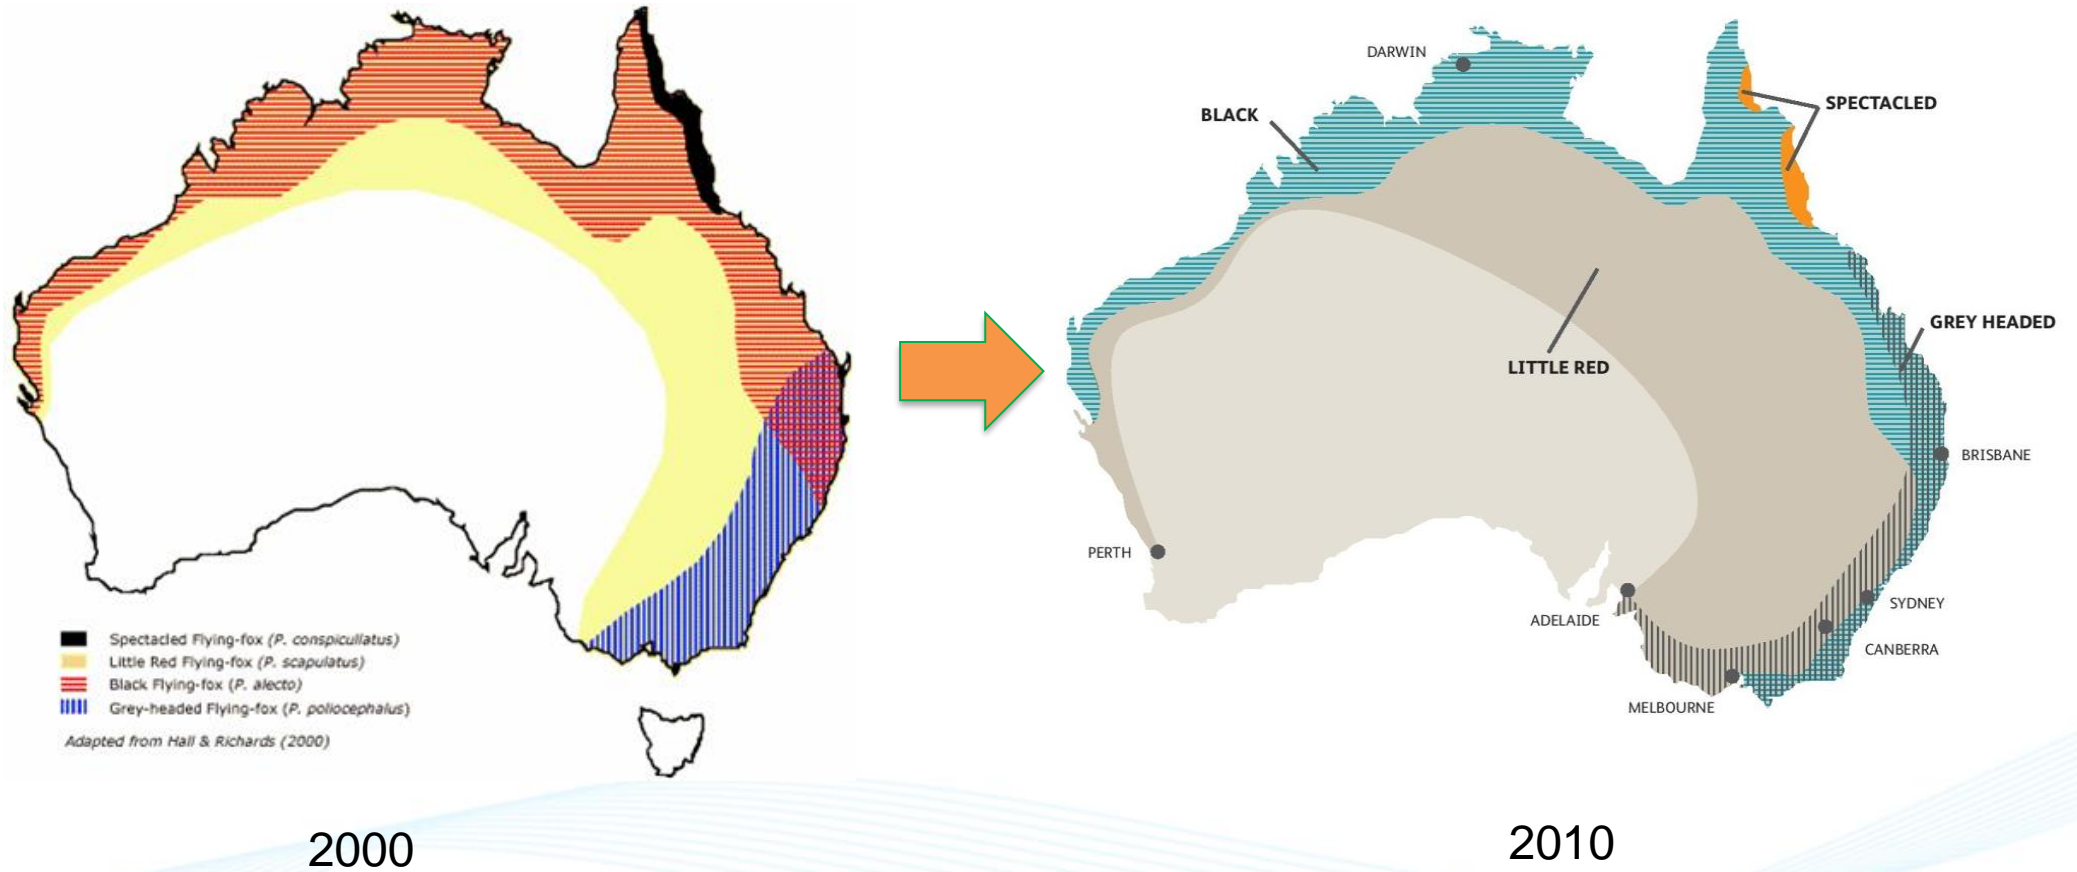 Spectacled Flying-fox (P. conspicullatus)
Little Red Flying-fox (P. scapulatus)
Black Flying-fox (P. alecto)
Grey-headed Flying-fox (P. poliocephalus)
Adapted from Hall & Richards (2000)
2000
DARWIN
BLACK
SPECTACLED
GREY HEADED
LITTLE RED
BRISBANE
PERTH
ADELAIDE
SYDNEY
CANBERRA
MELBOURNE
2010